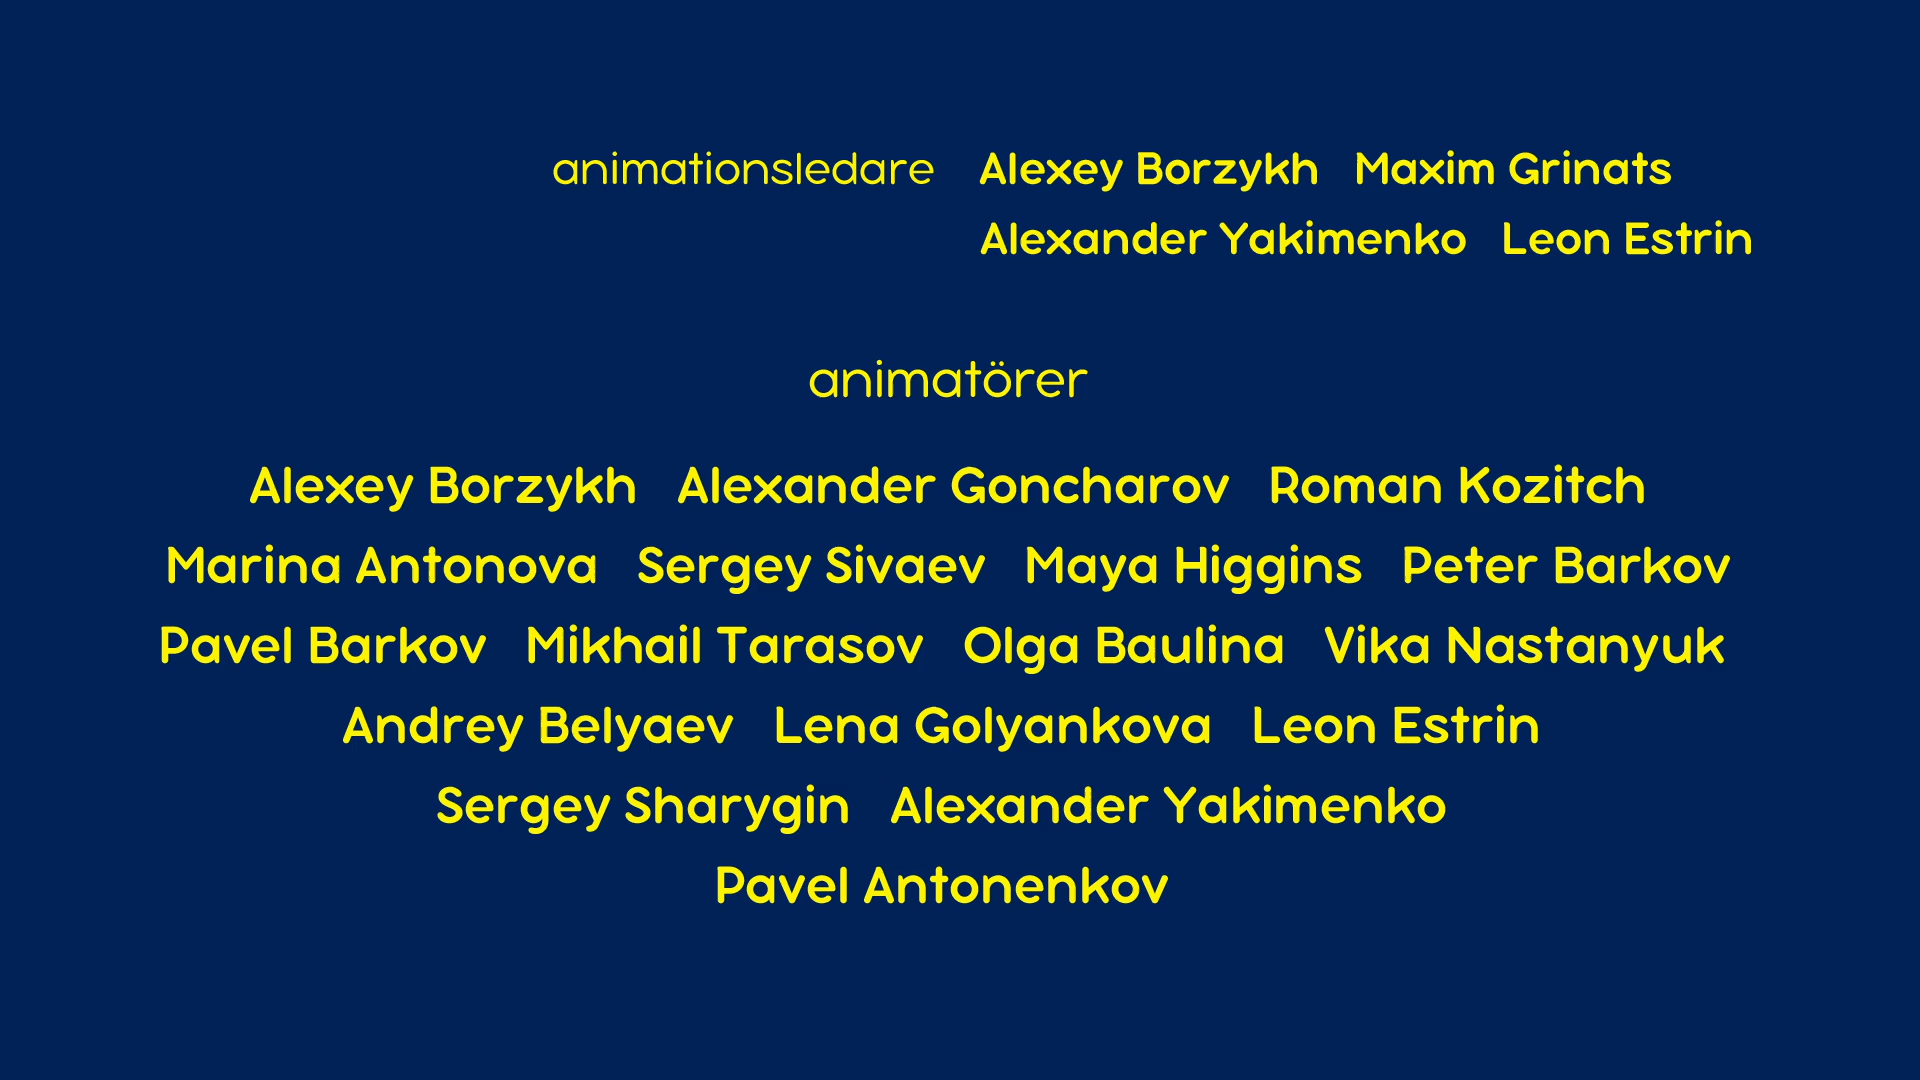 animationsledare Alexey Borzykh Maxim Grinats
Alexander Yakimenko Leon Estrin
animatörer
Alexey Borzykh Alexander Goncharov Roman Kozitch
Marina Antonova Sergey Sivaev Maya Higgins Peter Barkov
Pavel Barkov Mikhail Tarasov Olga Baulina Vika Nastanyuk
Andrey Belyaev Lena Golyankova Leon Estrin
Sergey Sharygin Alexander Yakimenko
Pavel Antonenkov